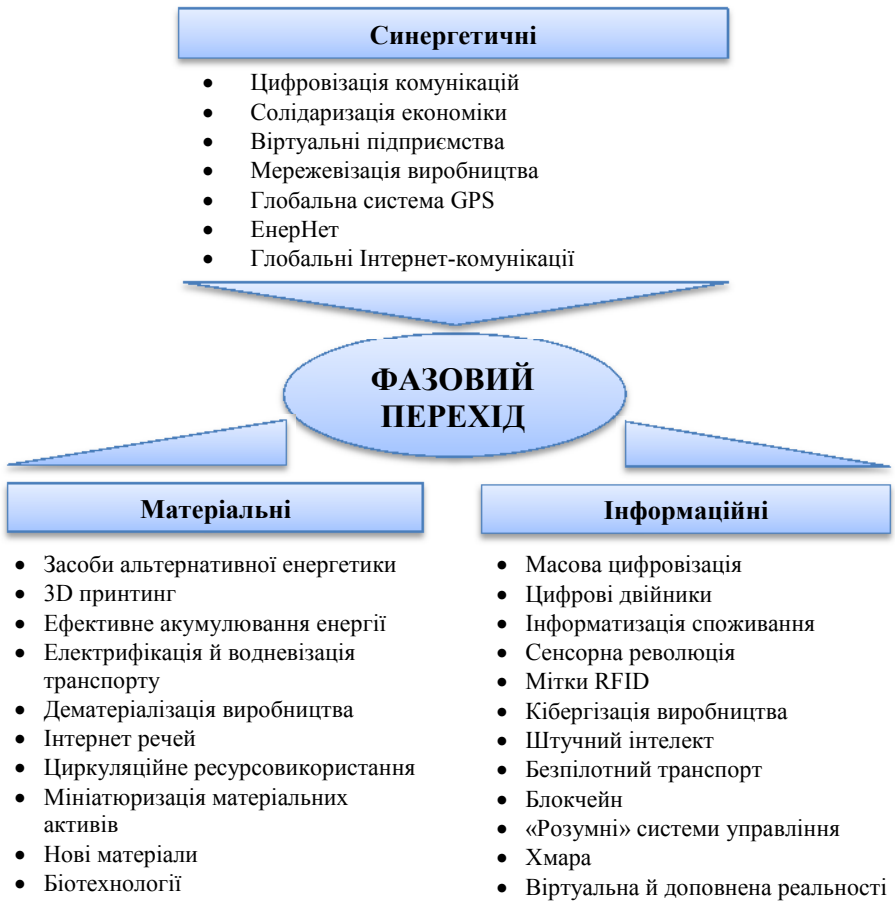 Синергетичні
• Цифровізація комунікацій
• Солідаризація економіки
• Віртуальні підприємства
• Мережевізація виробництва
• Глобальна система GPS
• ЕнерНет
• Глобальні Інтернет-комунікації
ФАЗОВИЙ
ПЕРЕХІД
Матеріальні
• Засоби альтернативної енергетики
• 3D принтинг
• Ефективне акумулювання енергії
• Електрифікація й водневізація
транспорту
• Дематеріалізація виробництва
• Інтернет речей
• Циркуляційне ресурсовикористання
• Мініатюризація матеріальних
активів
• Нові матеріали
• Біотехнології
Інформаційні
• Масова цифровізація
• Цифрові двійники
• Інформатизація споживання
• Сенсорна революція
• Мітки RFID
• Кібергізація виробництва
• Штучний інтелект
• Безпілотний транспорт
• Блокчейн
• «Розумні» системи управління
• Хмара
• Віртуальна й доповнена реальності